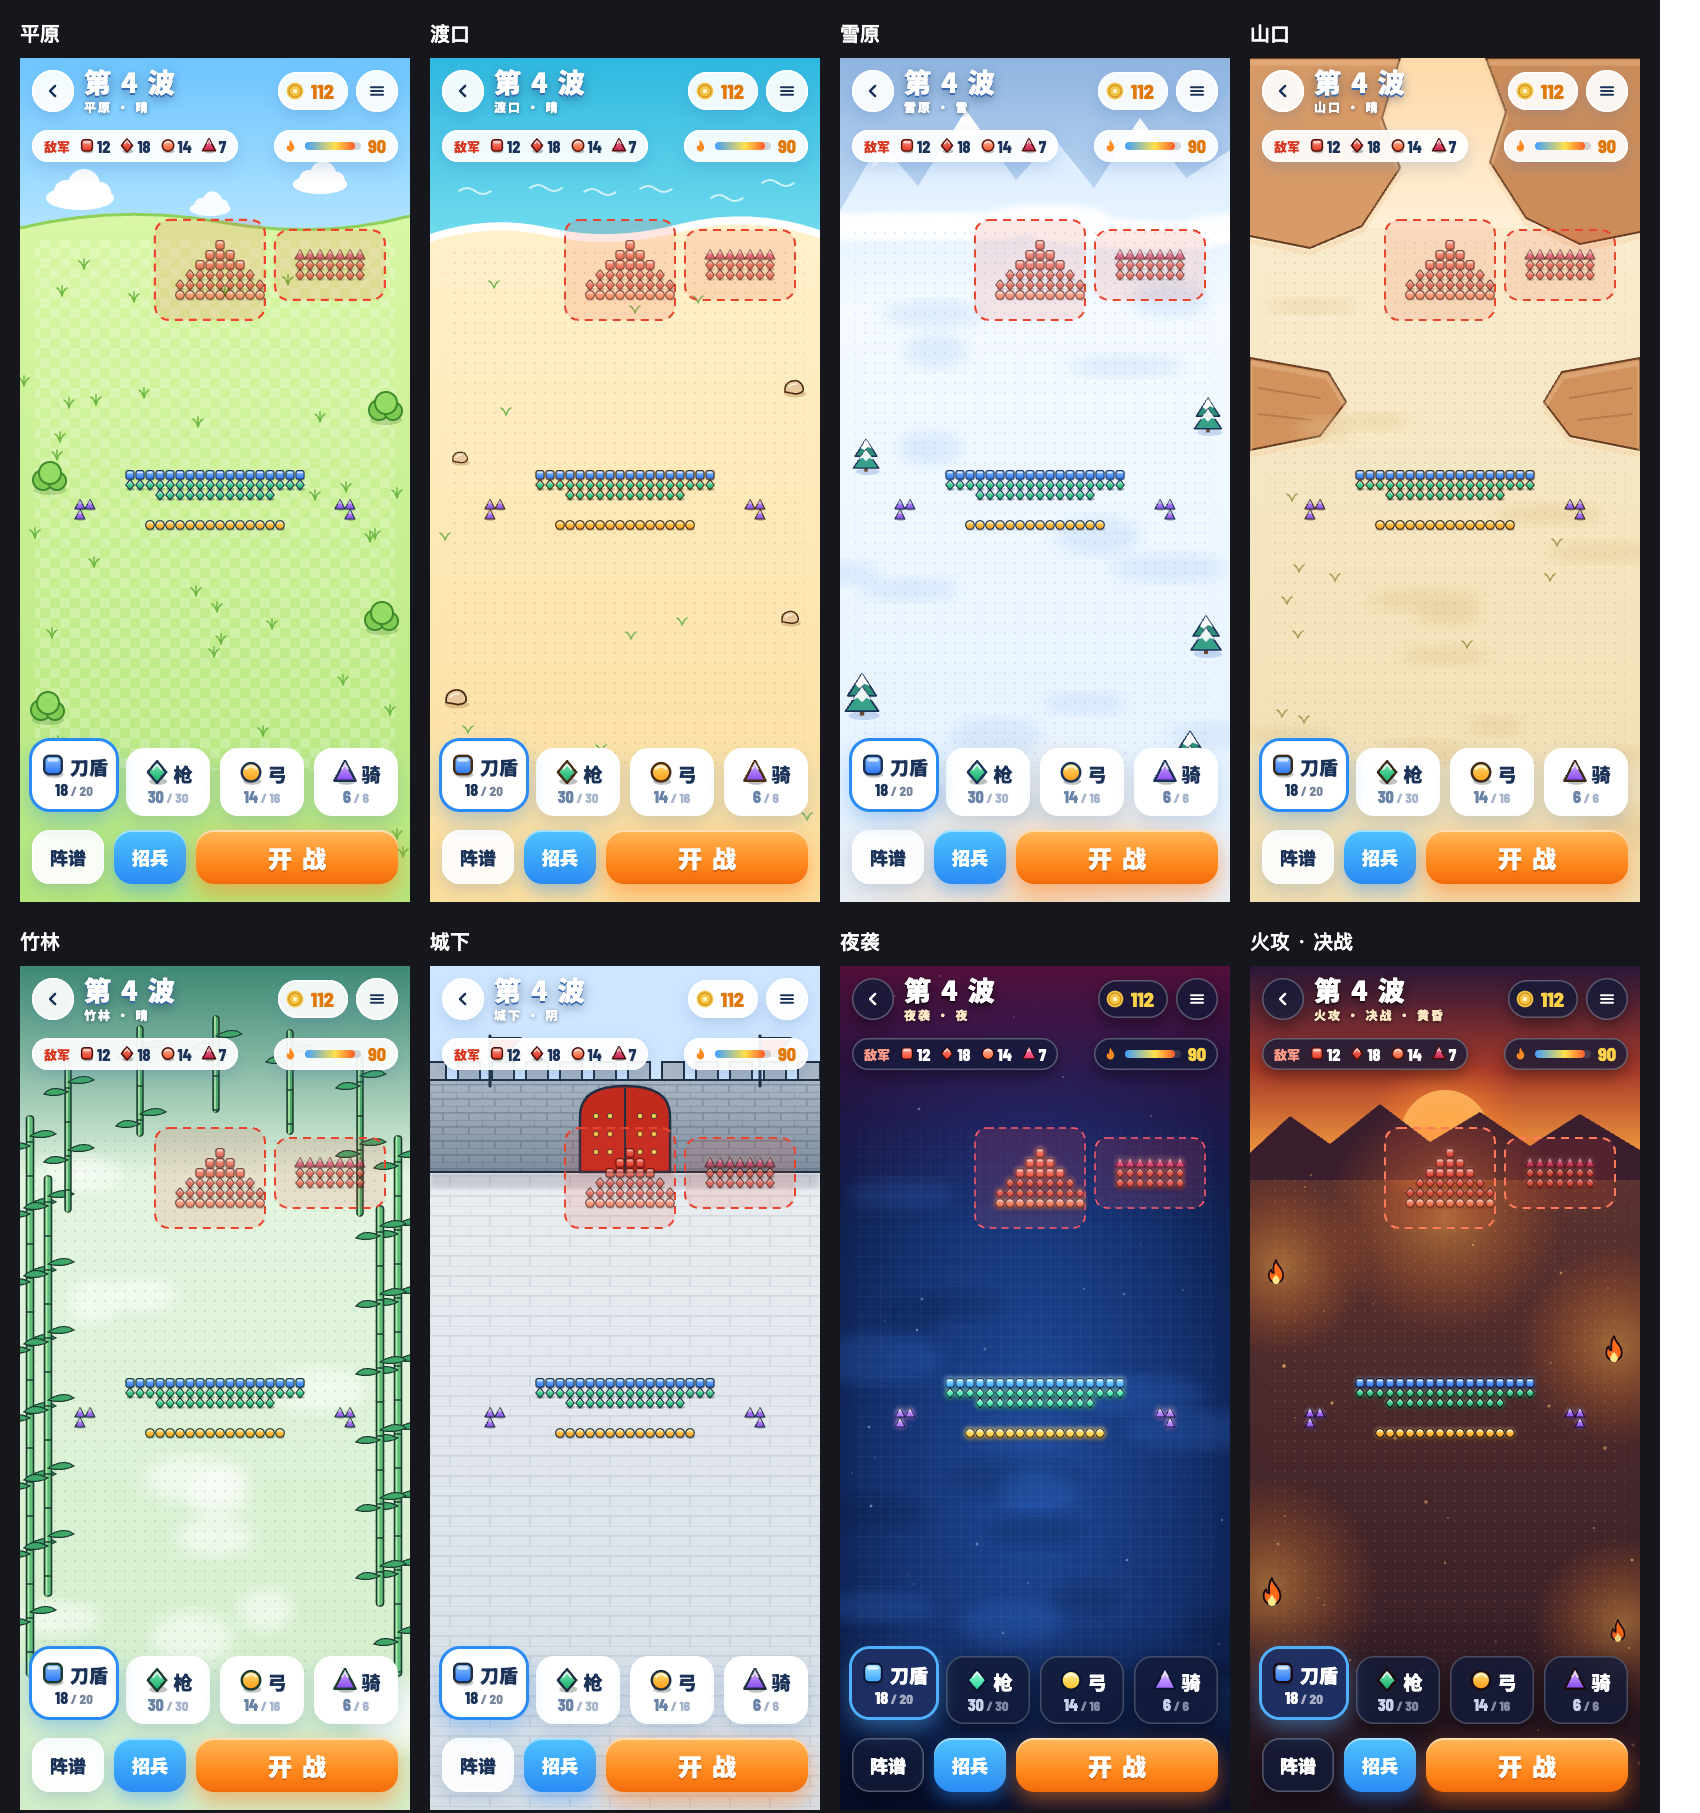 平原
第 4 波
平原 · 晴
112
敌军 12 18 14 7
90
刀盾
18 / 20
枪
30 / 30
弓
14 / 16
骑
6 / 6
阵谱
招兵
开战
渡口
第 4 波
渡口 · 晴
112
敌军 12 18 14 7
90
刀盾
18 / 20
枪
30 / 30
弓
14 / 16
骑
6 / 6
阵谱
招兵
开战
雪原
第 4 波
雪原 · 雪
112
敌军 12 18 14 7
90
刀盾
18 / 20
枪
30 / 30
弓
14 / 16
骑
6 / 6
阵谱
招兵
开战
山口
第 4 波
山口 · 晴
112
敌军 12 18 14 7
90
刀盾
18 / 20
枪
30 / 30
弓
14 / 16
骑
6 / 6
阵谱
招兵
开战
竹林
第 4 波
竹林 · 晴
112
敌军 12 18 14 7
90
刀盾
18 / 20
枪
30 / 30
弓
14 / 16
骑
6 / 6
阵谱
招兵
开战
城下
第 4 波
城下 · 阴
112
敌军 12 18 14 7
90
刀盾
18 / 20
枪
30 / 30
弓
14 / 16
骑
6 / 6
阵谱
招兵
开战
夜袭
第 4 波
夜袭 · 夜
112
敌军 12 18 14 7
90
刀盾
18 / 20
枪
30 / 30
弓
14 / 16
骑
6 / 6
阵谱
招兵
开战
火攻 · 决战
第 4 波
火攻 · 决战 · 黄昏
112
敌军 12 18 14 7
90
刀盾
18 / 20
枪
30 / 30
弓
14 / 16
骑
6 / 6
阵谱
招兵
开战